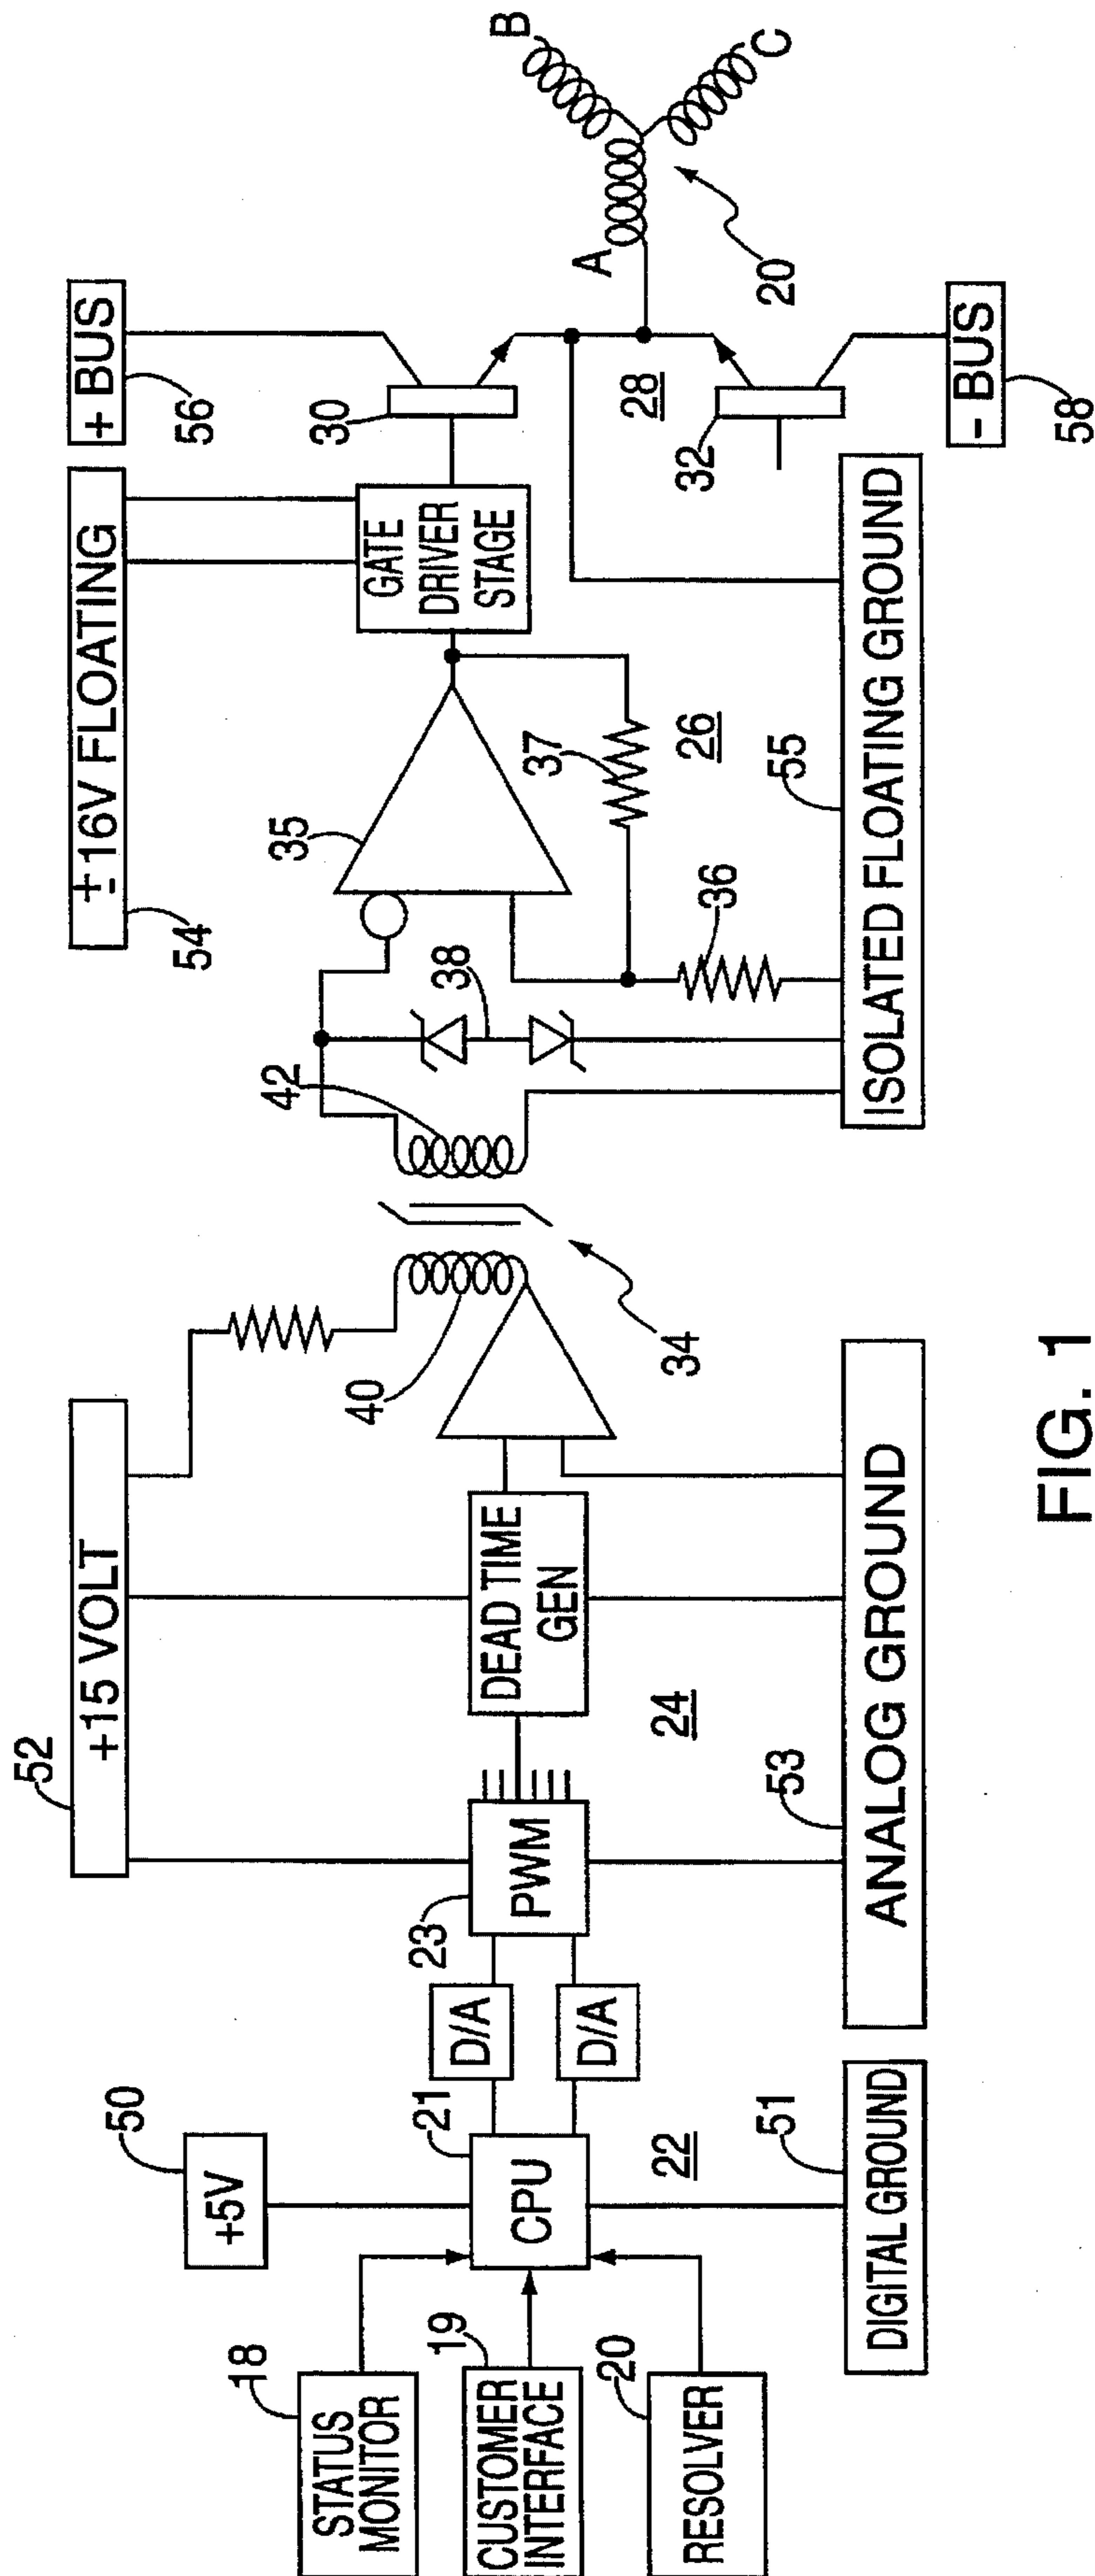 52
+15 VOLT
± 16V FLOATING
54
+ BUS
56
50
+5V
18
STATUS
MONITOR
19
CUSTOMER
INTERFACE
20
RESOLVER
21
CPU
22
D/A
D/A
23
PWM
24
DEAD TIME
GEN
40
34
42
38
35
37
36
26
GATE
DRIVER
STAGE
30
28
32
A
B
C
20
DIGITAL GROUND
51
ANALOG GROUND
53
ISOLATED FLOATING GROUND
55
- BUS
58
FIG. 1